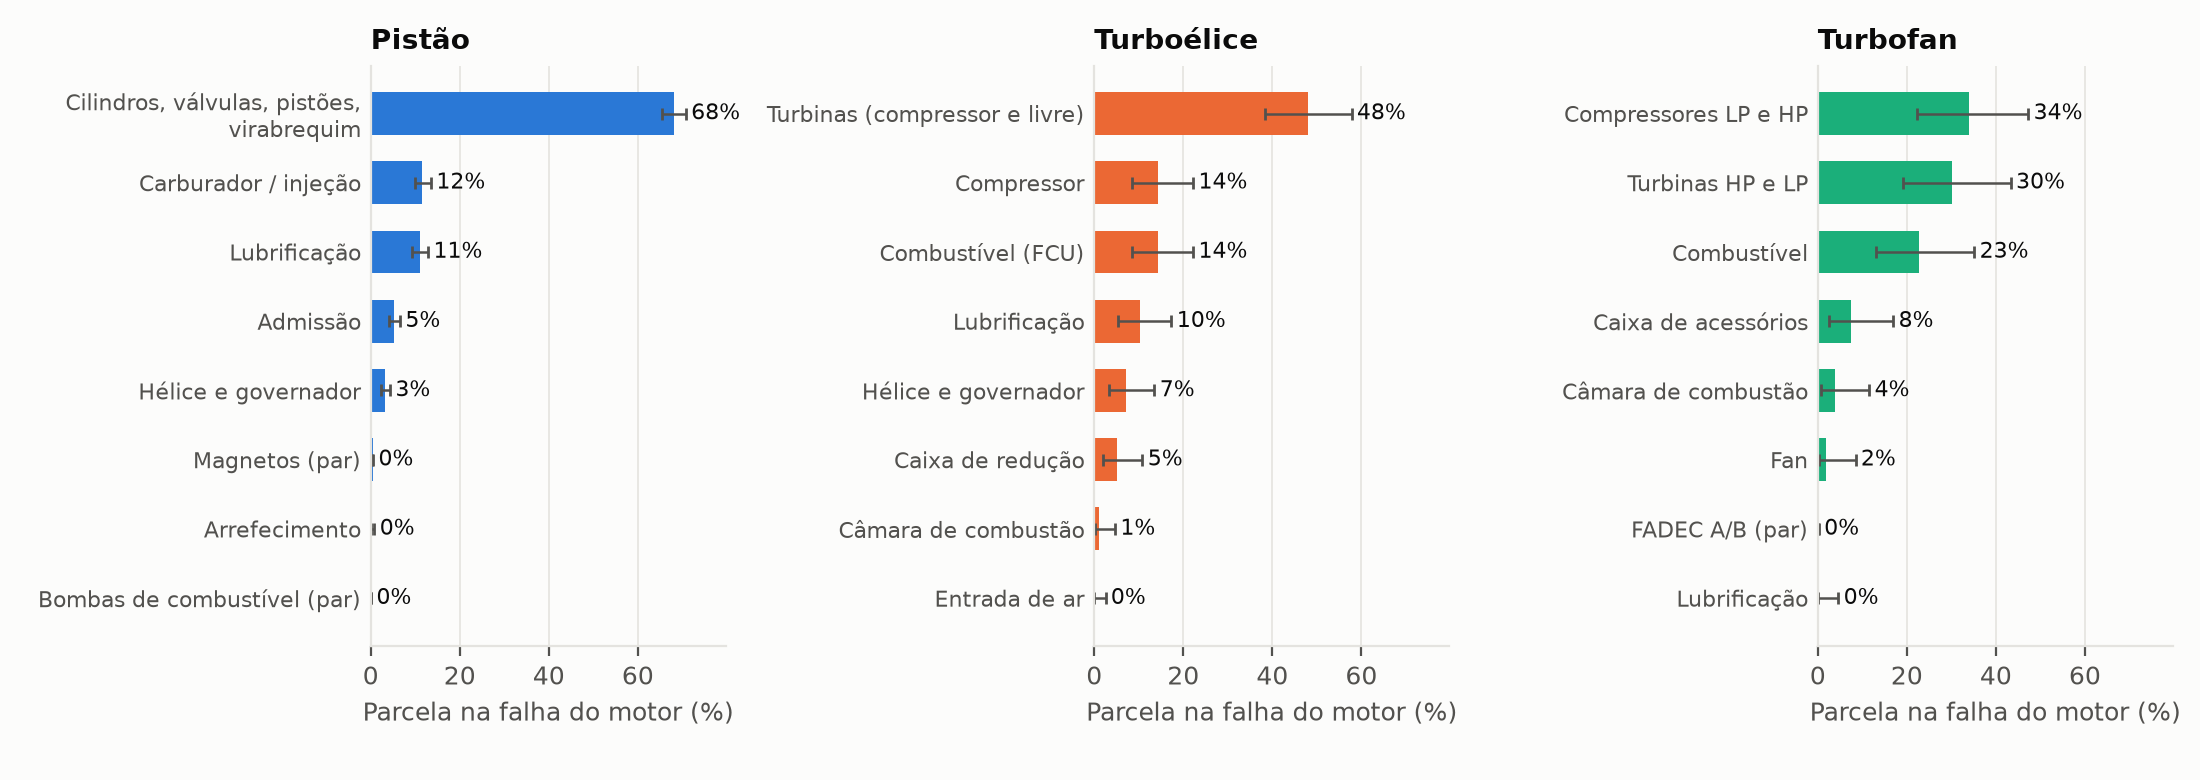 Pistão
Cilindros, válvulas, pistões,
virabrequim
68%
Carburador / injeção
12%
Lubrificação
11%
Admissão
5%
Hélice e governador
3%
Magnetos (par)
0%
Arrefecimento
0%
Bombas de combustível (par)
0%
0 20 40 60
Parcela na falha do motor (%)
Turboélice
Turbinas (compressor e livre)
48%
Compressor
14%
Combustível (FCU)
14%
Lubrificação
10%
Hélice e governador
7%
Caixa de redução
5%
Câmara de combustão
1%
Entrada de ar
0%
0 20 40 60
Parcela na falha do motor (%)
Turbofan
Compressores LP e HP
34%
Turbinas HP e LP
30%
Combustível
23%
Caixa de acessórios
8%
Câmara de combustão
4%
Fan
2%
FADEC A/B (par)
0%
Lubrificação
0%
0 20 40 60
Parcela na falha do motor (%)